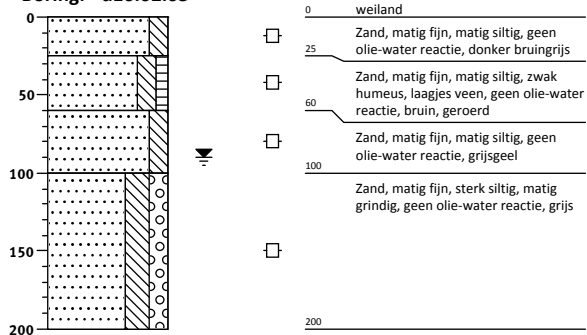 0
50
100
150
200
0
weiland
Zand, matig fijn, matig siltig, geen
olie-water reactie, donker bruingrijs
25
Zand, matig fijn, matig siltig, zwak
humeus, laagjes veen, geen olie-water
reactie, bruin, geroerd
60
Zand, matig fijn, matig siltig, geen
olie-water reactie, grijsgeel
100
Zand, matig fijn, sterk siltig, matig
grindig, geen olie-water reactie, grijs
200